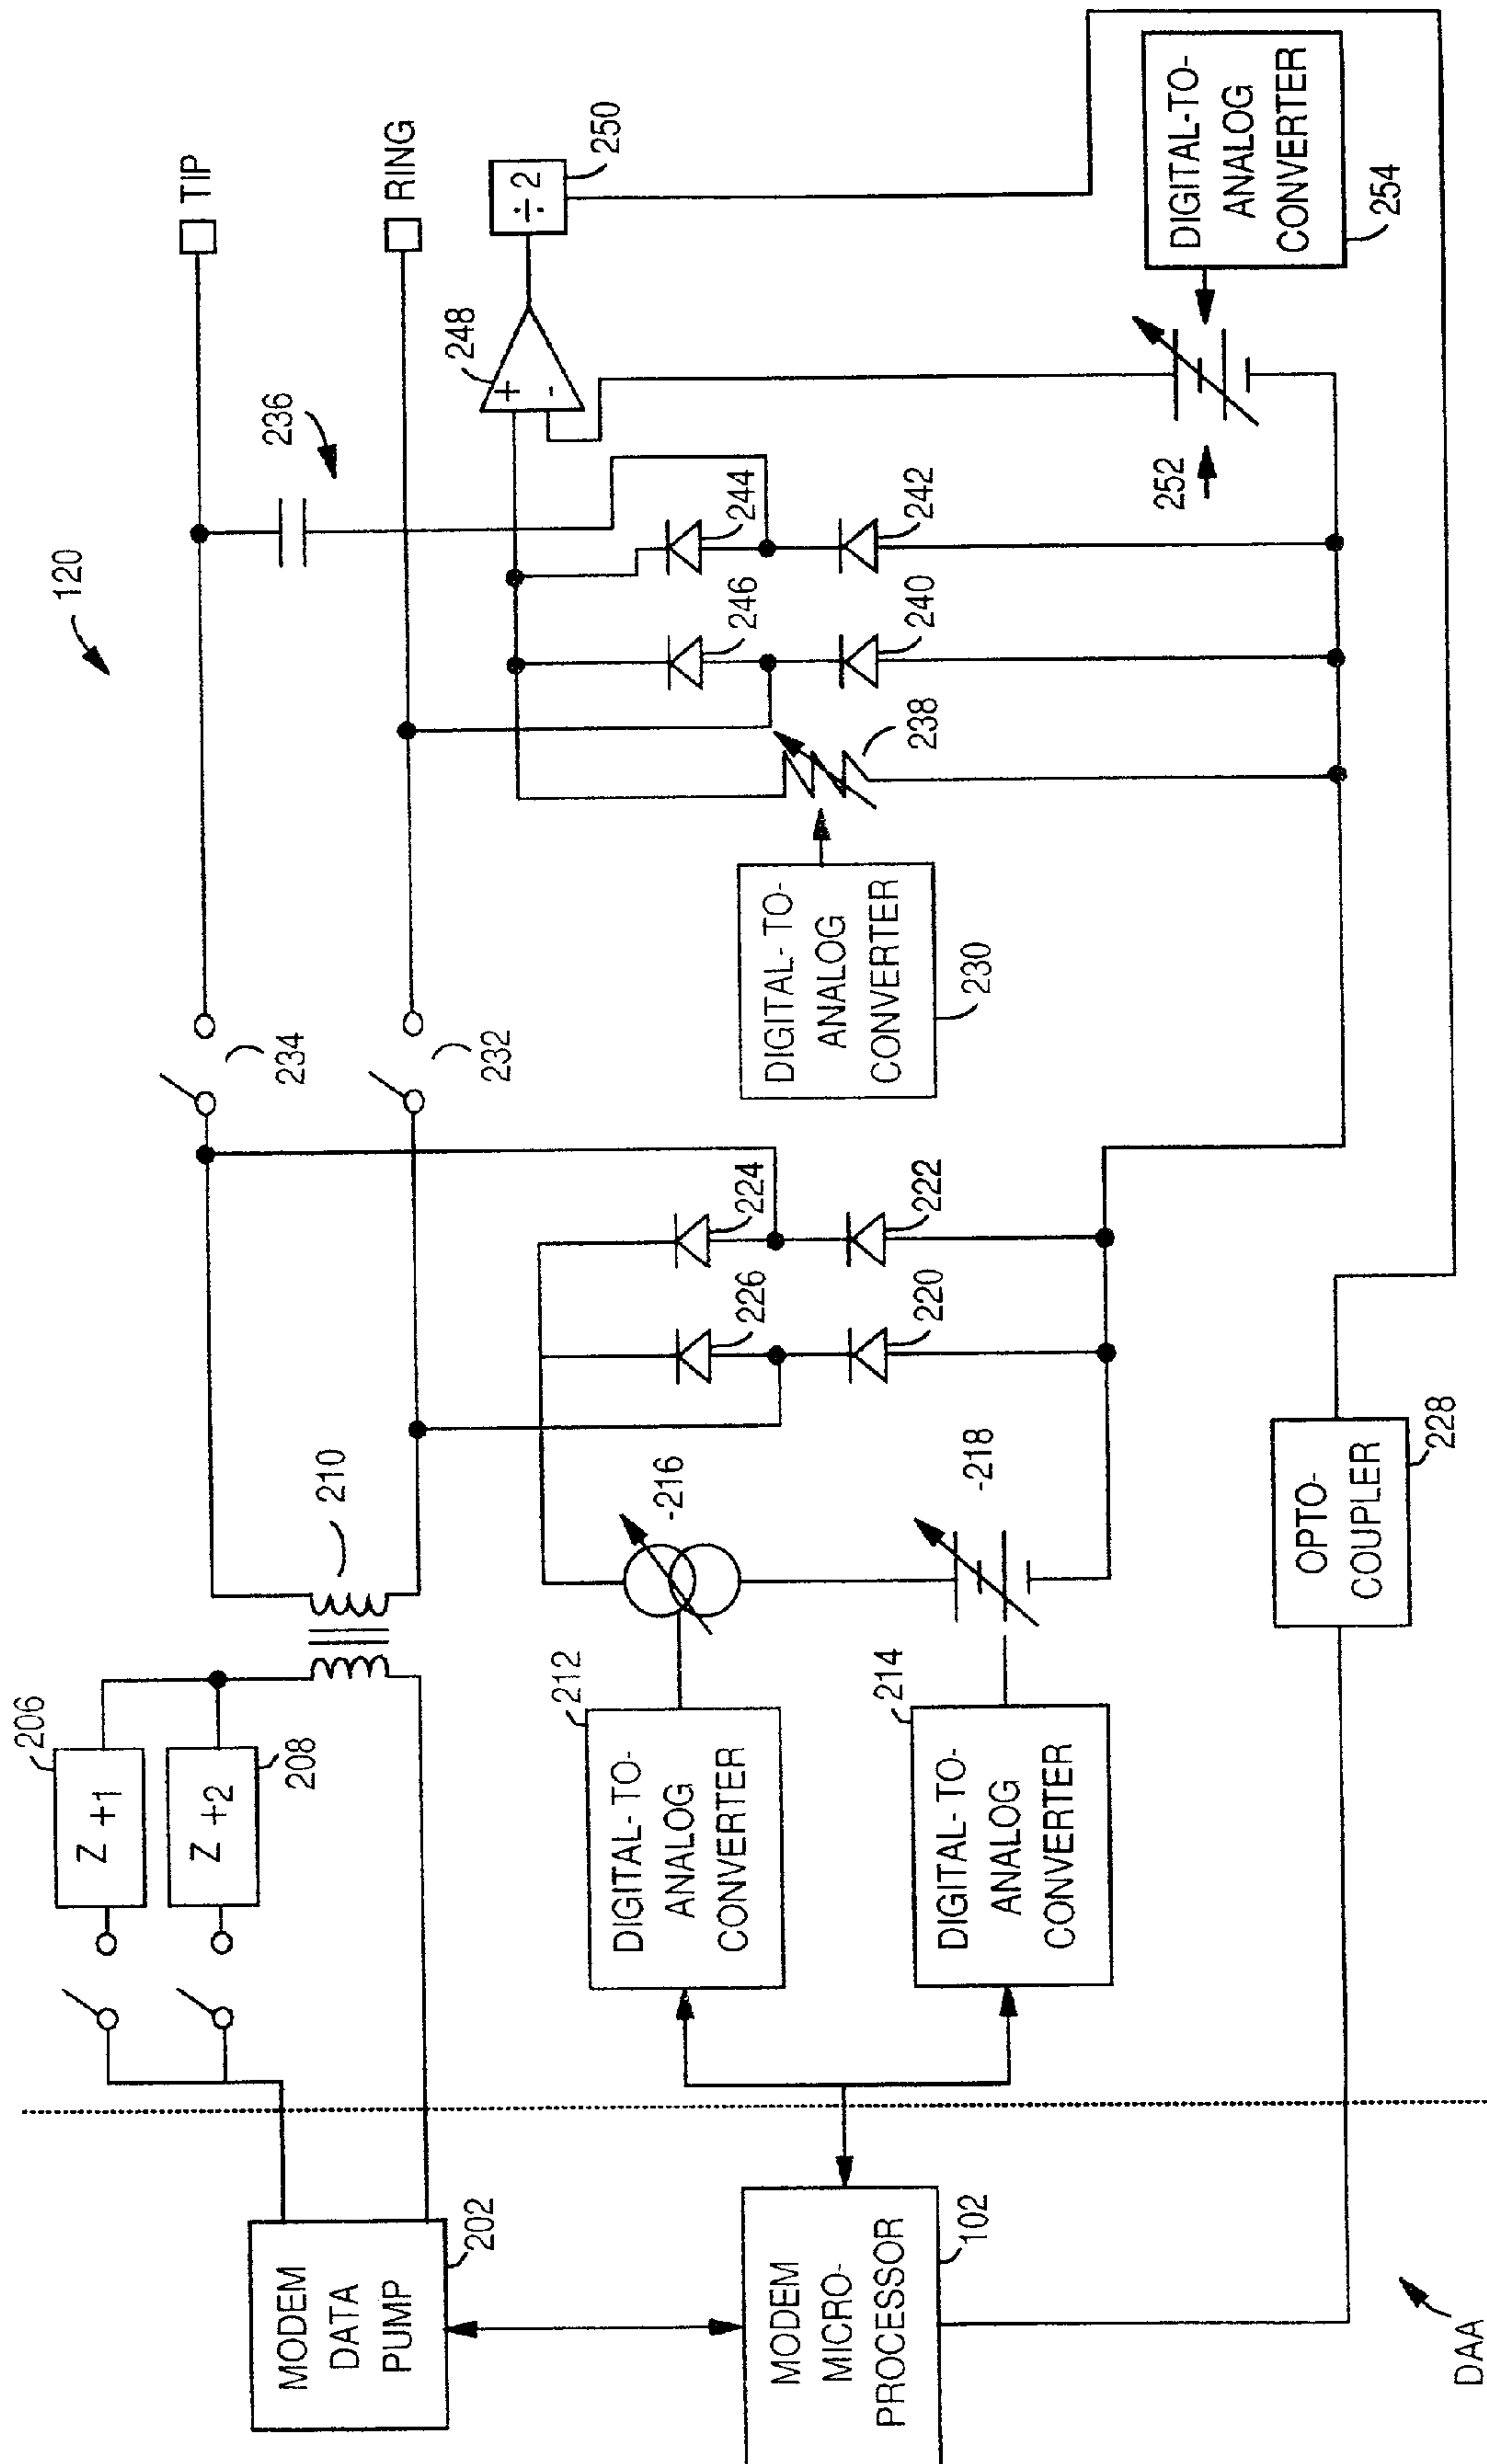 120
TIP
RING
236
÷2
250
248
+
-
244
242
246
240
238
252
DIGITAL-TO-
ANALOG
CONVERTER
254
DIGITAL-TO-
ANALOG
CONVERTER
230
234
232
224
222
226
220
210
-216
-218
OPTO-
COUPLER
228
206
Z +1
Z +2
208
212
DIGITAL-TO-
ANALOG
CONVERTER
214
DIGITAL-TO-
ANALOG
CONVERTER
MODEM
DATA
PUMP
202
MODEM
MICRO-
PROCESSOR
102
DAA